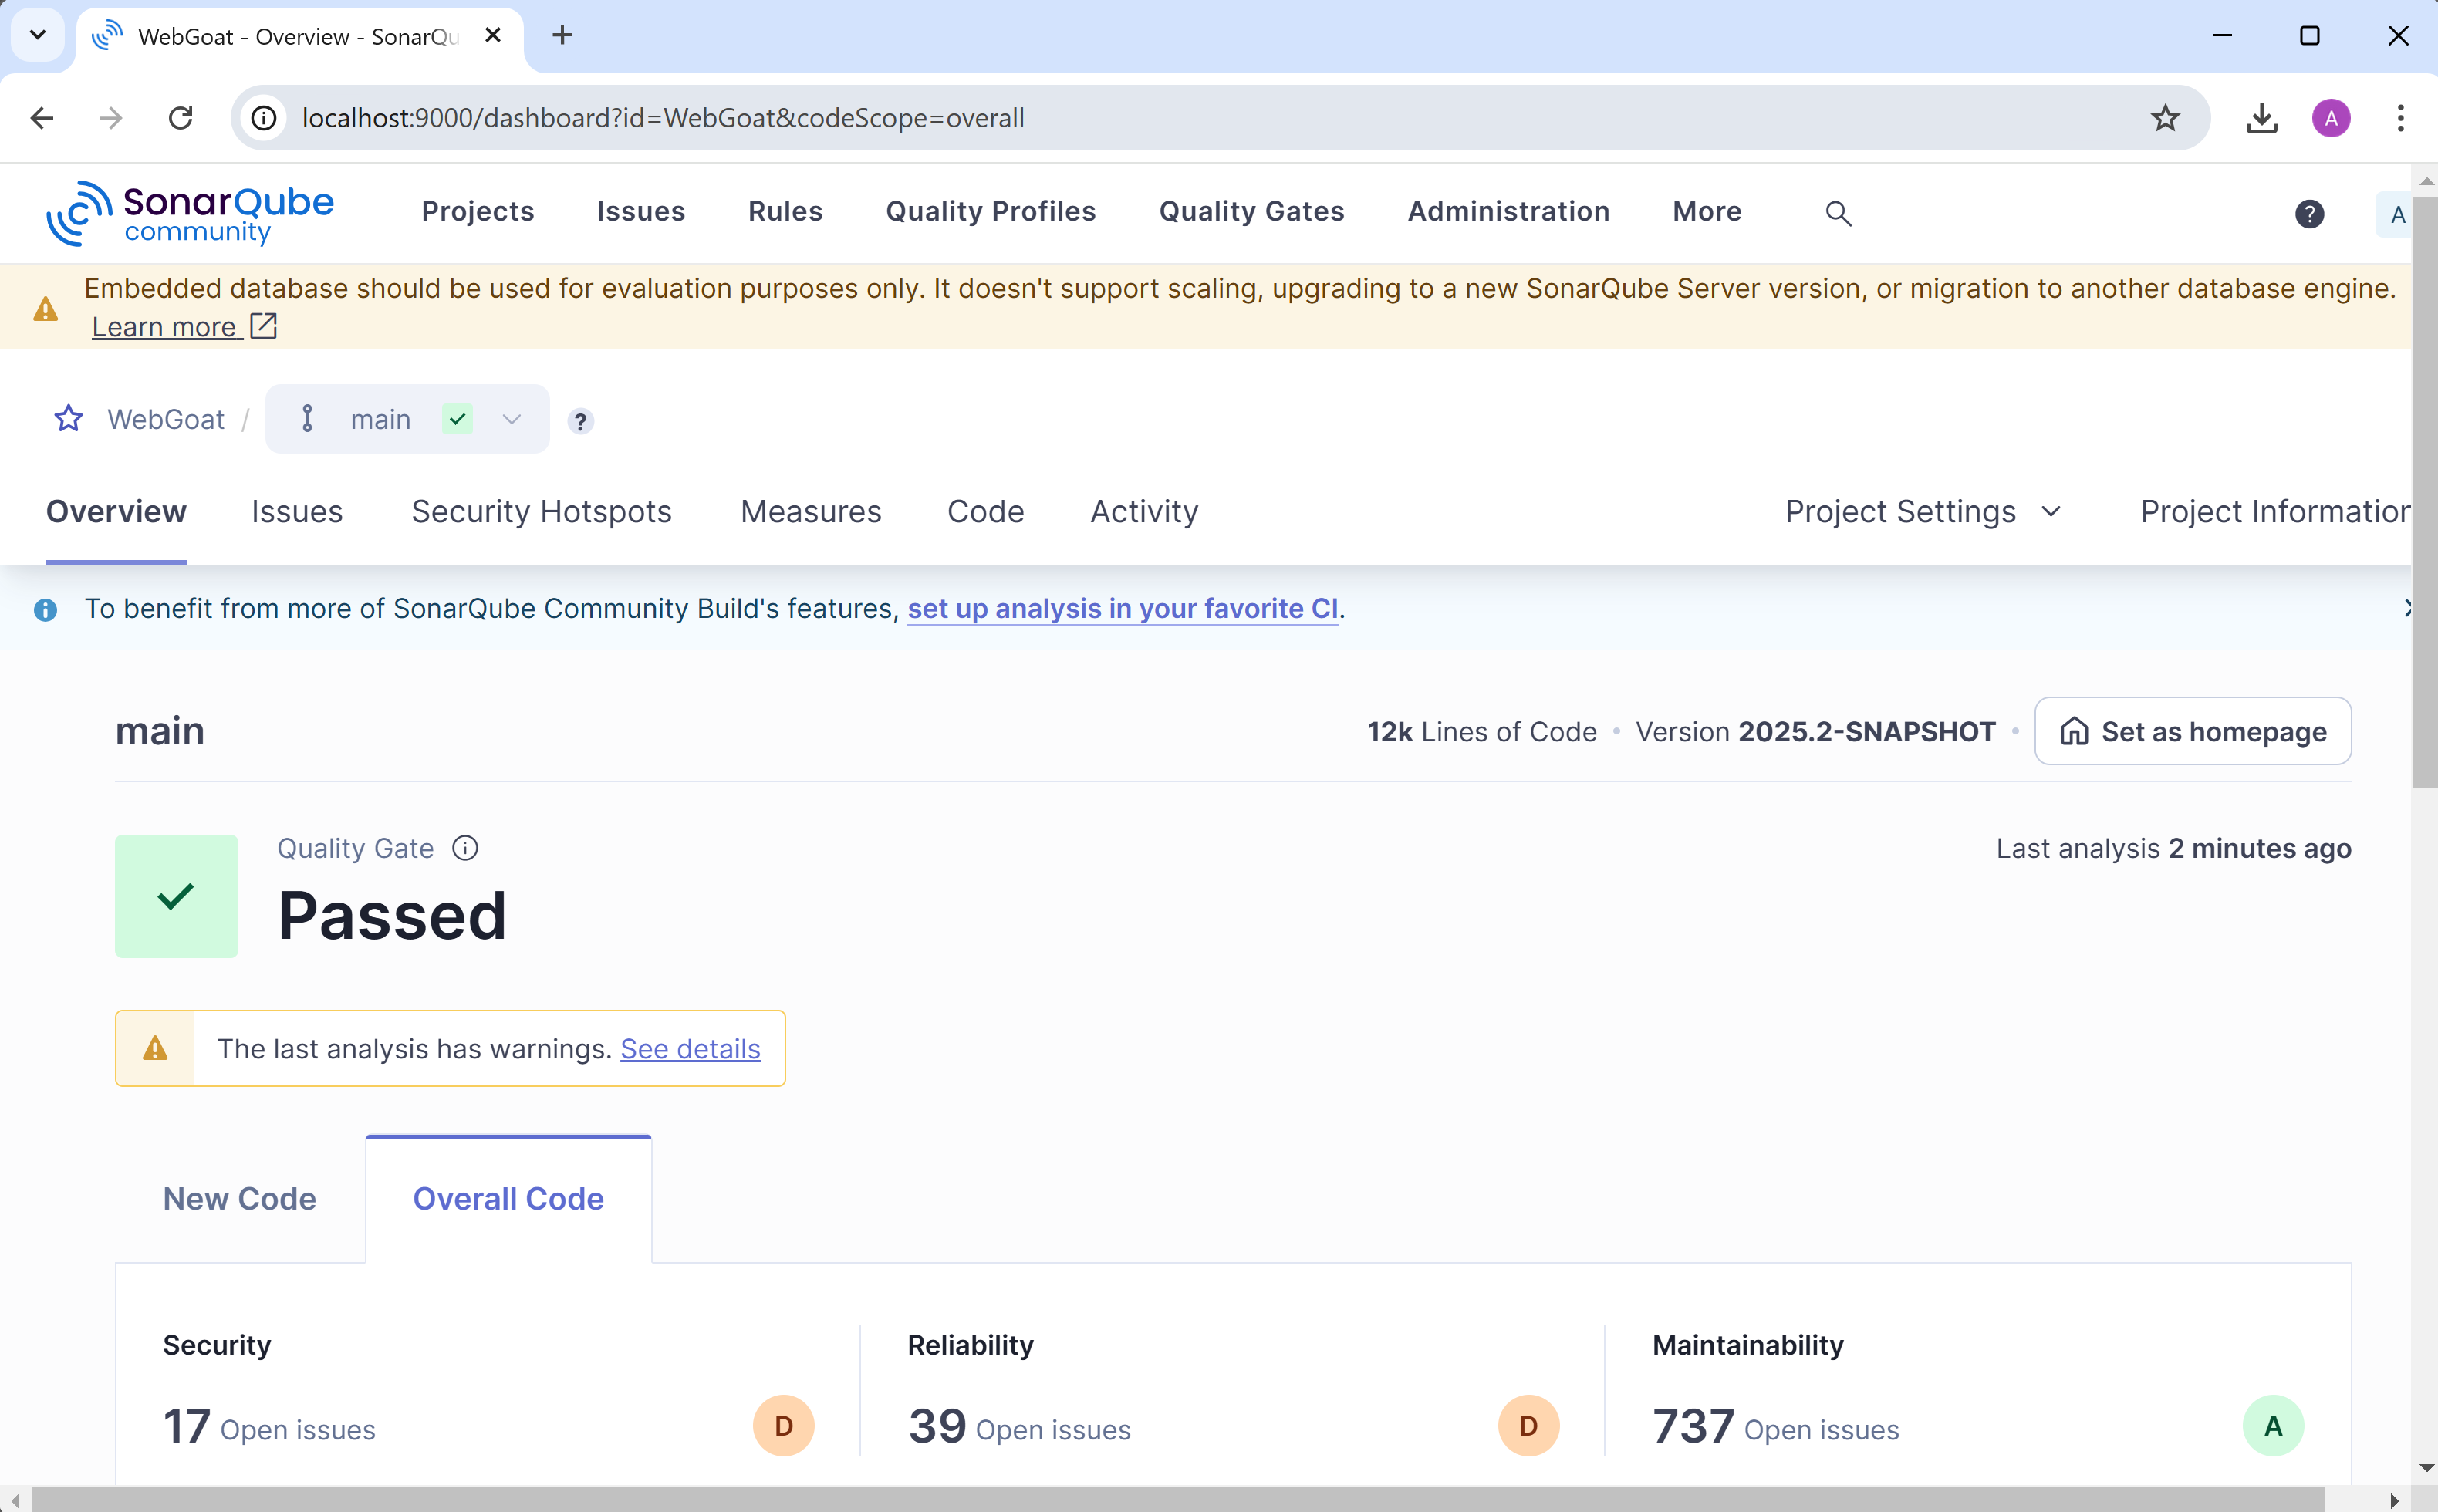 WebGoat - Overview - SonarQu
localhost:9000/dashboard?id=WebGoat&codeScope=overall
A
SonarQube
community
Projects
Issues
Rules
Quality Profiles
Quality Gates
Administration
More
?
A
Embedded database should be used for evaluation purposes only. It doesn't support scaling, upgrading to a new SonarQube Server version, or migration to another database engine.
Learn more
WebGoat / main
?
Overview
Issues
Security Hotspots
Measures
Code
Activity
Project Settings
Project Information
To benefit from more of SonarQube Community Build's features, set up analysis in your favorite CI.
main
12k Lines of Code • Version 2025.2-SNAPSHOT •
Set as homepage
Quality Gate
Last analysis 2 minutes ago
Passed
The last analysis has warnings. See details
New Code
Overall Code
Security
Reliability
Maintainability
17 Open issues
D
39 Open issues
D
737 Open issues
A